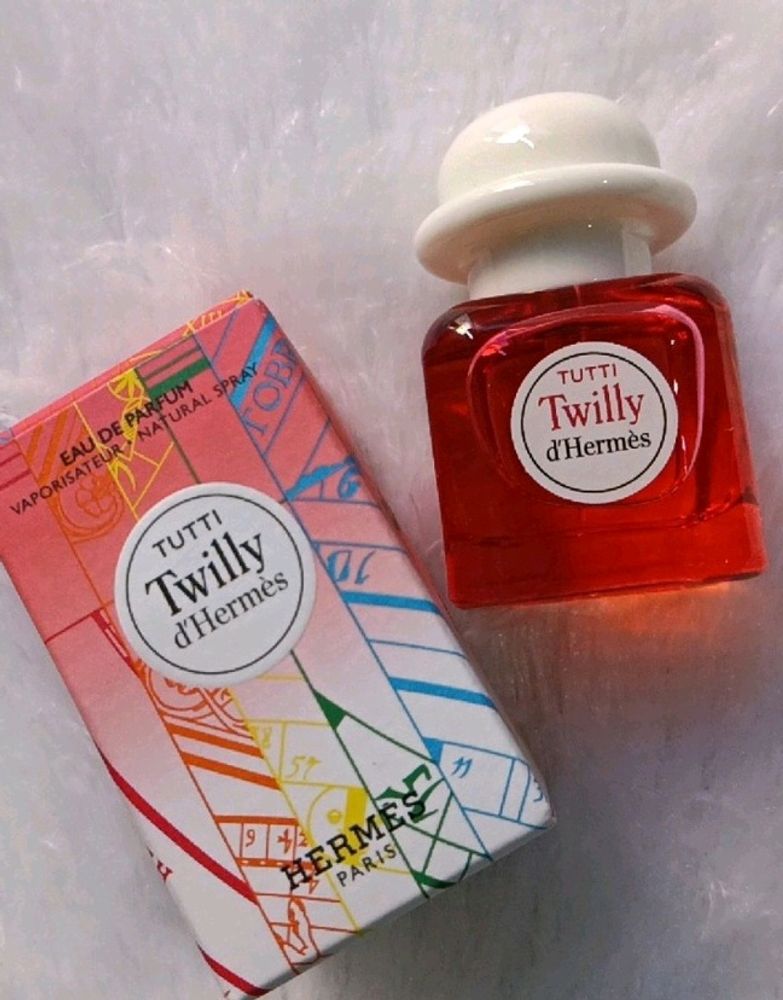 EAU DE PARFUM
VAPORISATEUR NATURAL SPRAY
TUTTI
Twilly
d'Hermès
HERMÈS
PARIS
TUTTI
Twilly
d'Hermès